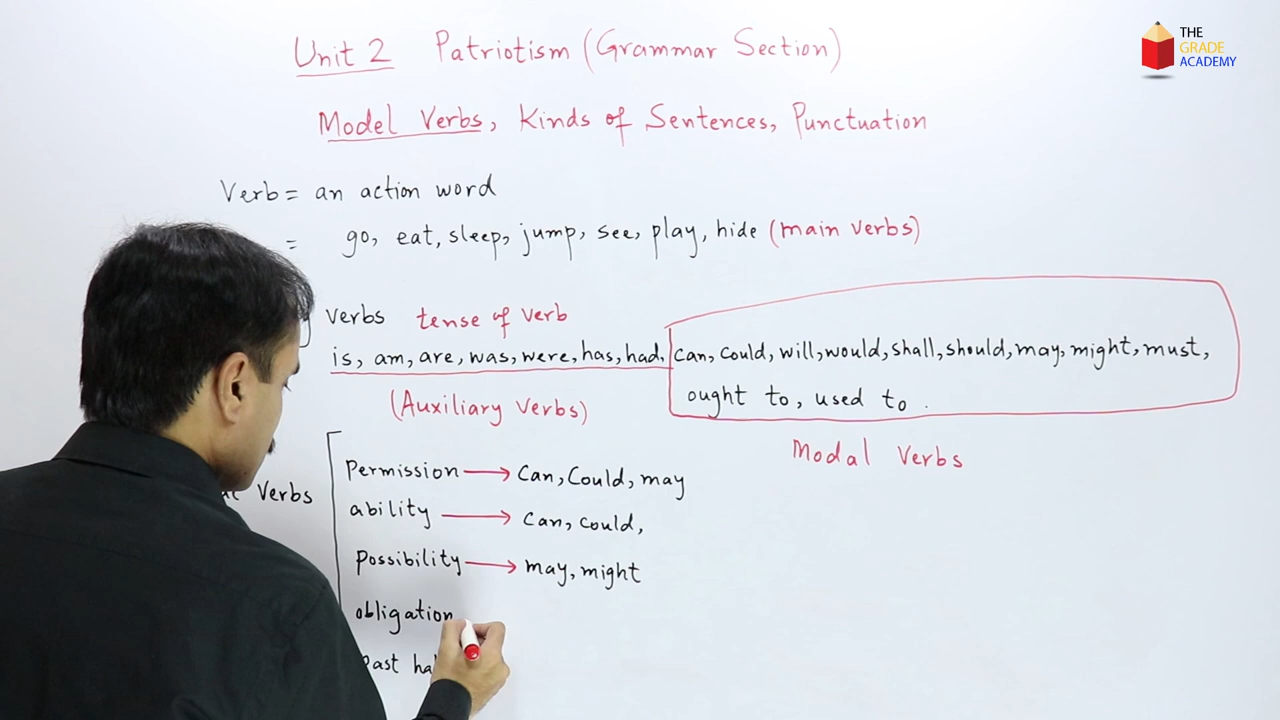 Unit 2 Patriotism (Grammar Section)
THE
GRADE
ACADEMY
Model Verbs, Kinds of Sentences, Punctuation
Verb = an action word
= go, eat, sleep, jump, see, play, hide (main verbs)
verbs tense of verb
is, am, are, was, were, has, had, can, could, will, would, shall, should, may, might, must,
ought to, used to.
(Auxiliary Verbs)
Modal Verbs
Verbs
Permission → Can, Could, may
ability → Can, could,
Possibility → may, might
obligation